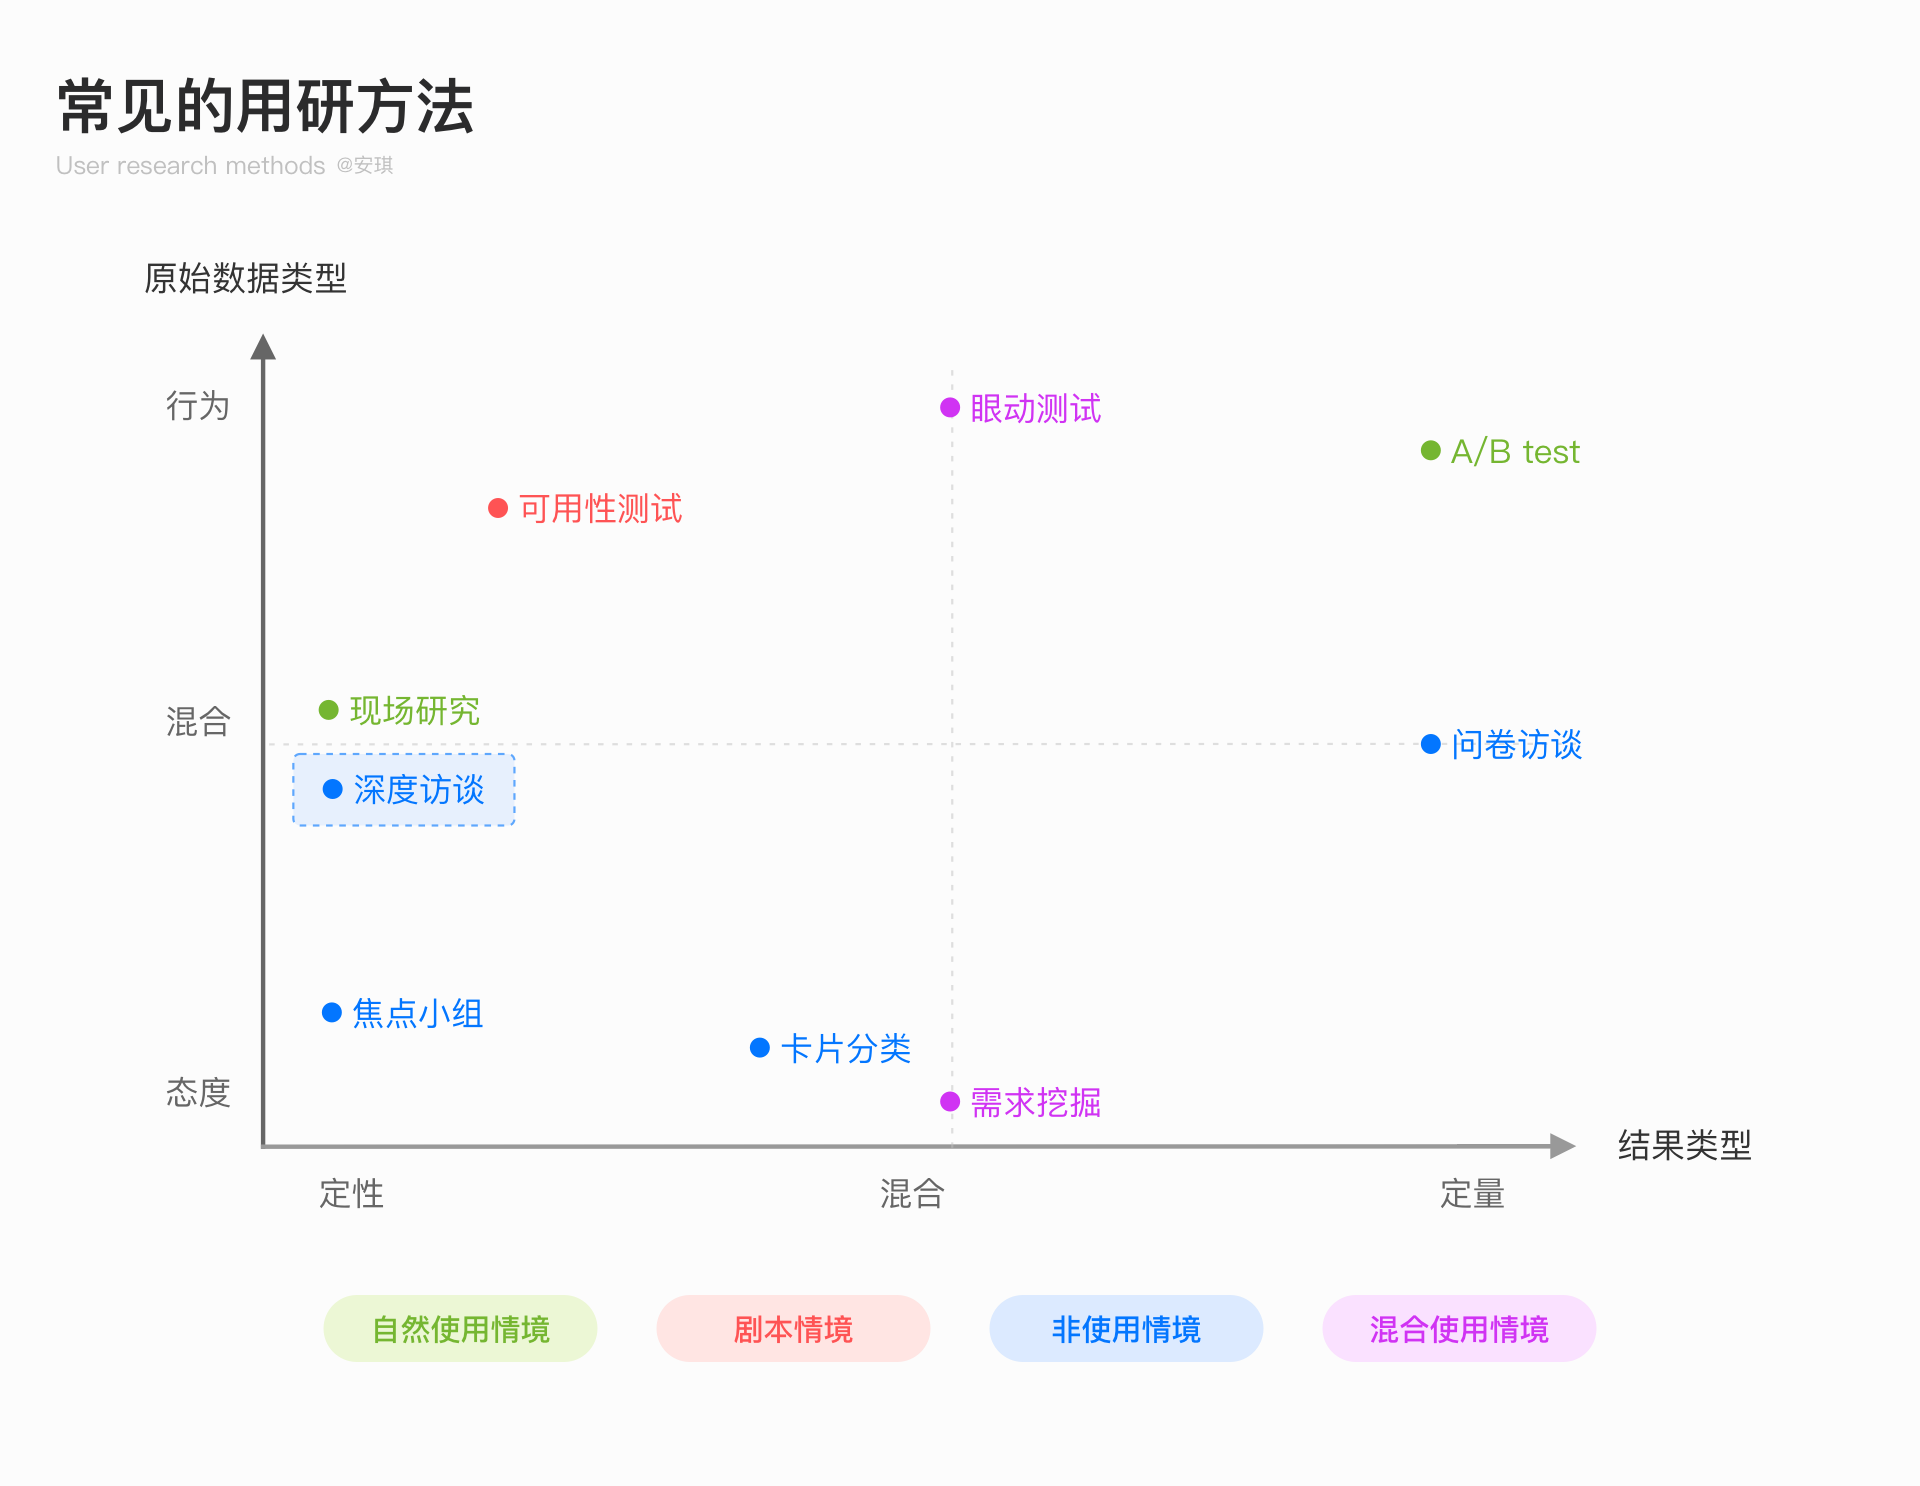 常见的用研方法
User research methods @安琪
原始数据类型
行为
眼动测试
A/B test
可用性测试
现场研究
混合
问卷访谈
深度访谈
焦点小组
卡片分类
态度
需求挖掘
结果类型
定性
混合
定量
自然使用情境
剧本情境
非使用情境
混合使用情境